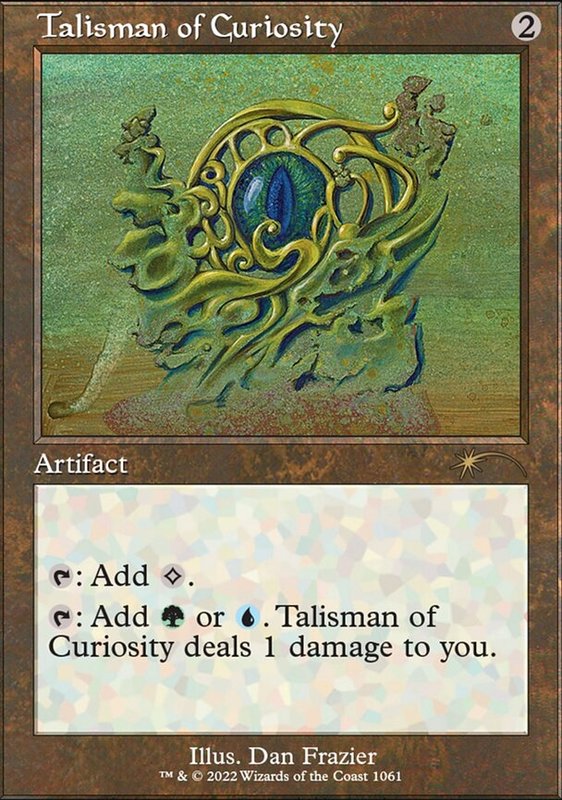 Talisman of Curiosity 2
Artifact
: Add .
: Add or . Talisman of
Curiosity deals 1 damage to you.
Illus. Dan Frazier
™ & © 2022 Wizards of the Coast 1061